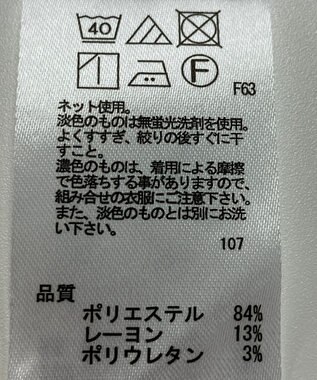 40
F
F63
ネット使用。
淡色のものは無蛍光洗剤を使用。
よくすすぎ、絞りの後すぐに干
すこと。
濃色のものは、着用による摩擦
で色落ちする事がありますので、
組み合せの衣服にご注意下さい。
また、淡色のものとは別にお洗
い下さい。
107
品質
ポリエステル 84%
レーヨン 13%
ポリウレタン 3%